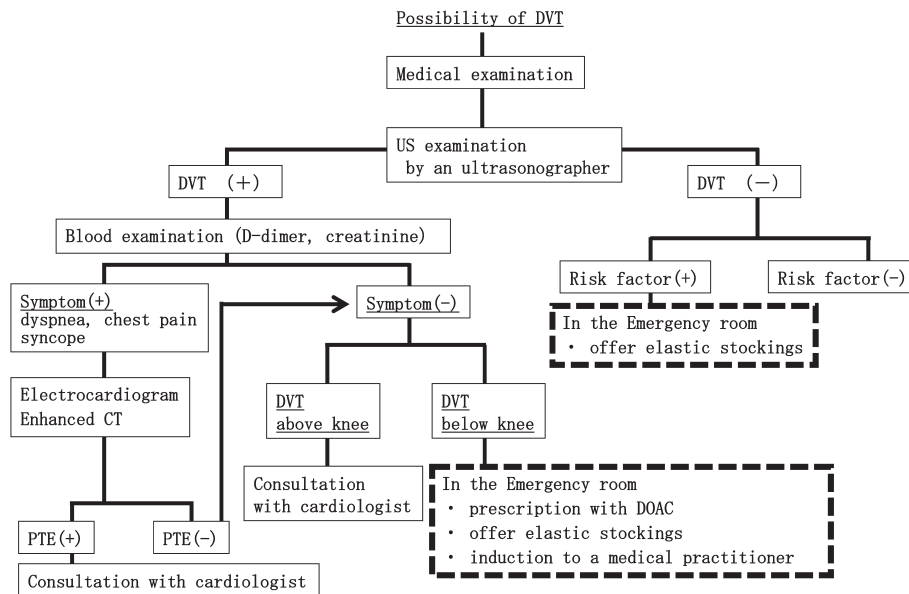 Possibility of DVT
Medical examination
US examination
by an ultrasonographer
DVT (＋)
DVT (－)
Blood examination (D-dimer, creatinine)
Risk factor(+)
Risk factor(-)
Symptom(+)
dyspnea, chest pain
syncope
Symptom(-)
In the Emergency room
・ offer elastic stockings
Electrocardiogram
Enhanced CT
DVT
above knee
DVT
below knee
Consultation
with cardiologist
In the Emergency room
・ prescription with DOAC
・ offer elastic stockings
・ induction to a medical practitioner
PTE(+)
PTE(-)
Consultation with cardiologist